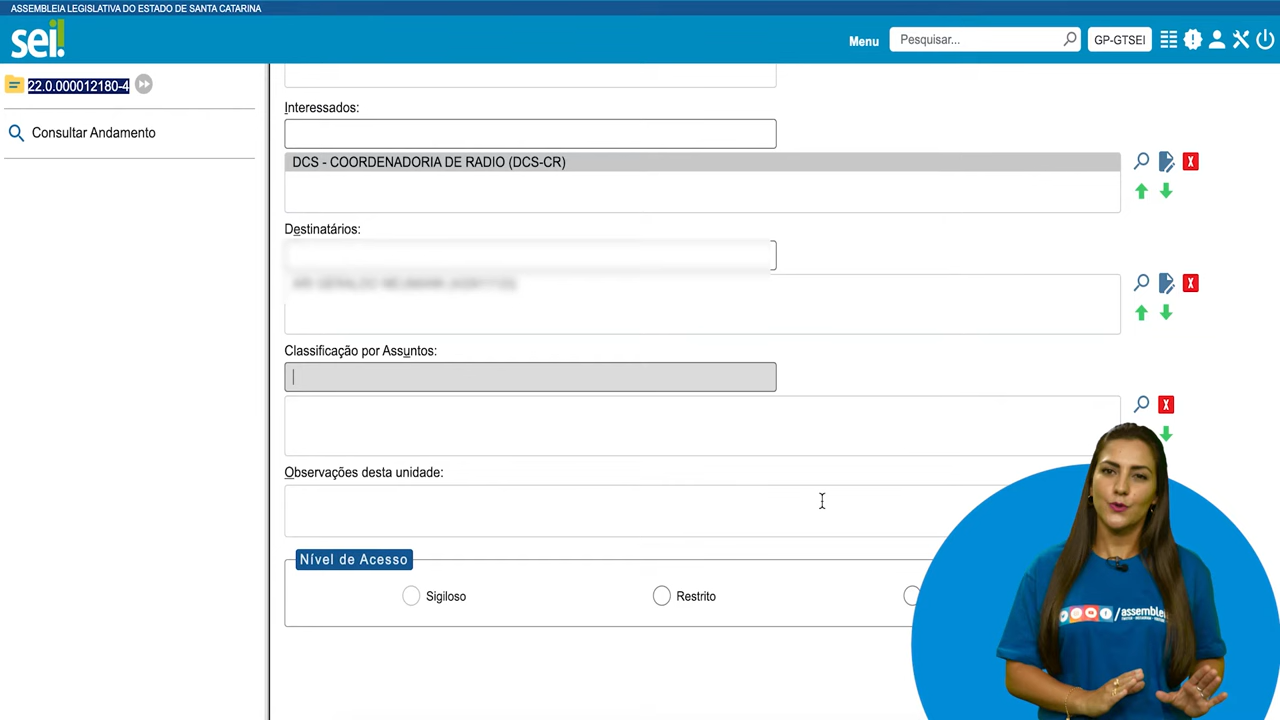 ASSEMBLEIA LEGISLATIVA DO ESTADO DE SANTA CATARINA
sei!
Menu
Pesquisar...
GP-GTSEI
22.0.000012180-4
Consultar Andamento
Interessados:
DCS - COORDENADORIA DE RADIO (DCS-CR)
Destinatários:
Classificação por Assuntos:
Observações desta unidade:
Nível de Acesso
Sigiloso
Restrito
/assemblei